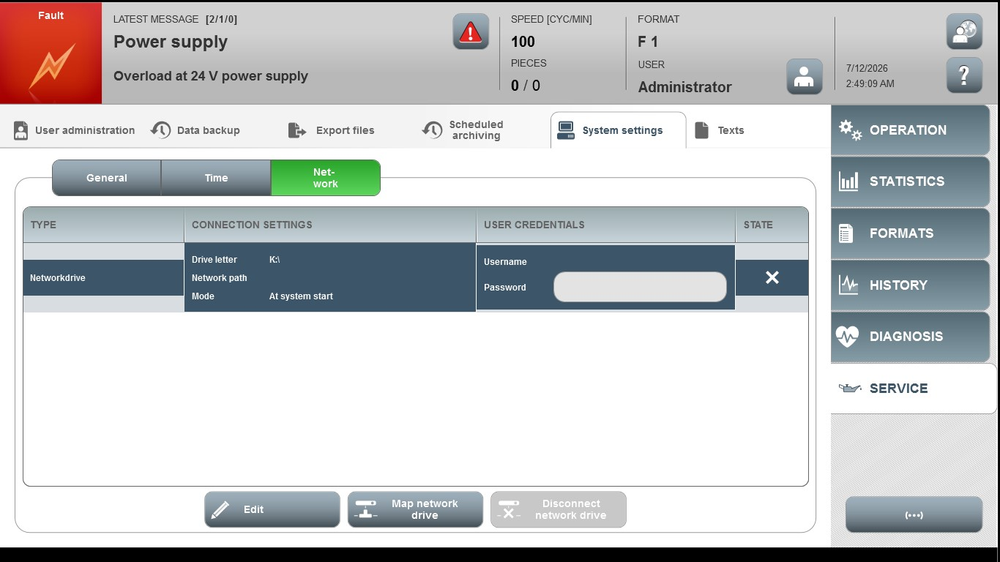 Fault
LATEST MESSAGE [2/1/0]
Power supply
Overload at 24 V power supply
SPEED [CYC/MIN]
100
PIECES
0 / 0
FORMAT
F 1
USER
Administrator
7/12/2026
2:49:09 AM
?
User administration
Data backup
Export files
Scheduled
archiving
System settings
Texts
OPERATION
STATISTICS
FORMATS
HISTORY
DIAGNOSIS
SERVICE
(...)
General
Time
Net-
work
TYPE
CONNECTION SETTINGS
USER CREDENTIALS
STATE
Networkdrive
Drive letter K:\
Network path
Mode At system start
Username
Password
Edit
Map network
drive
Disconnect
network drive